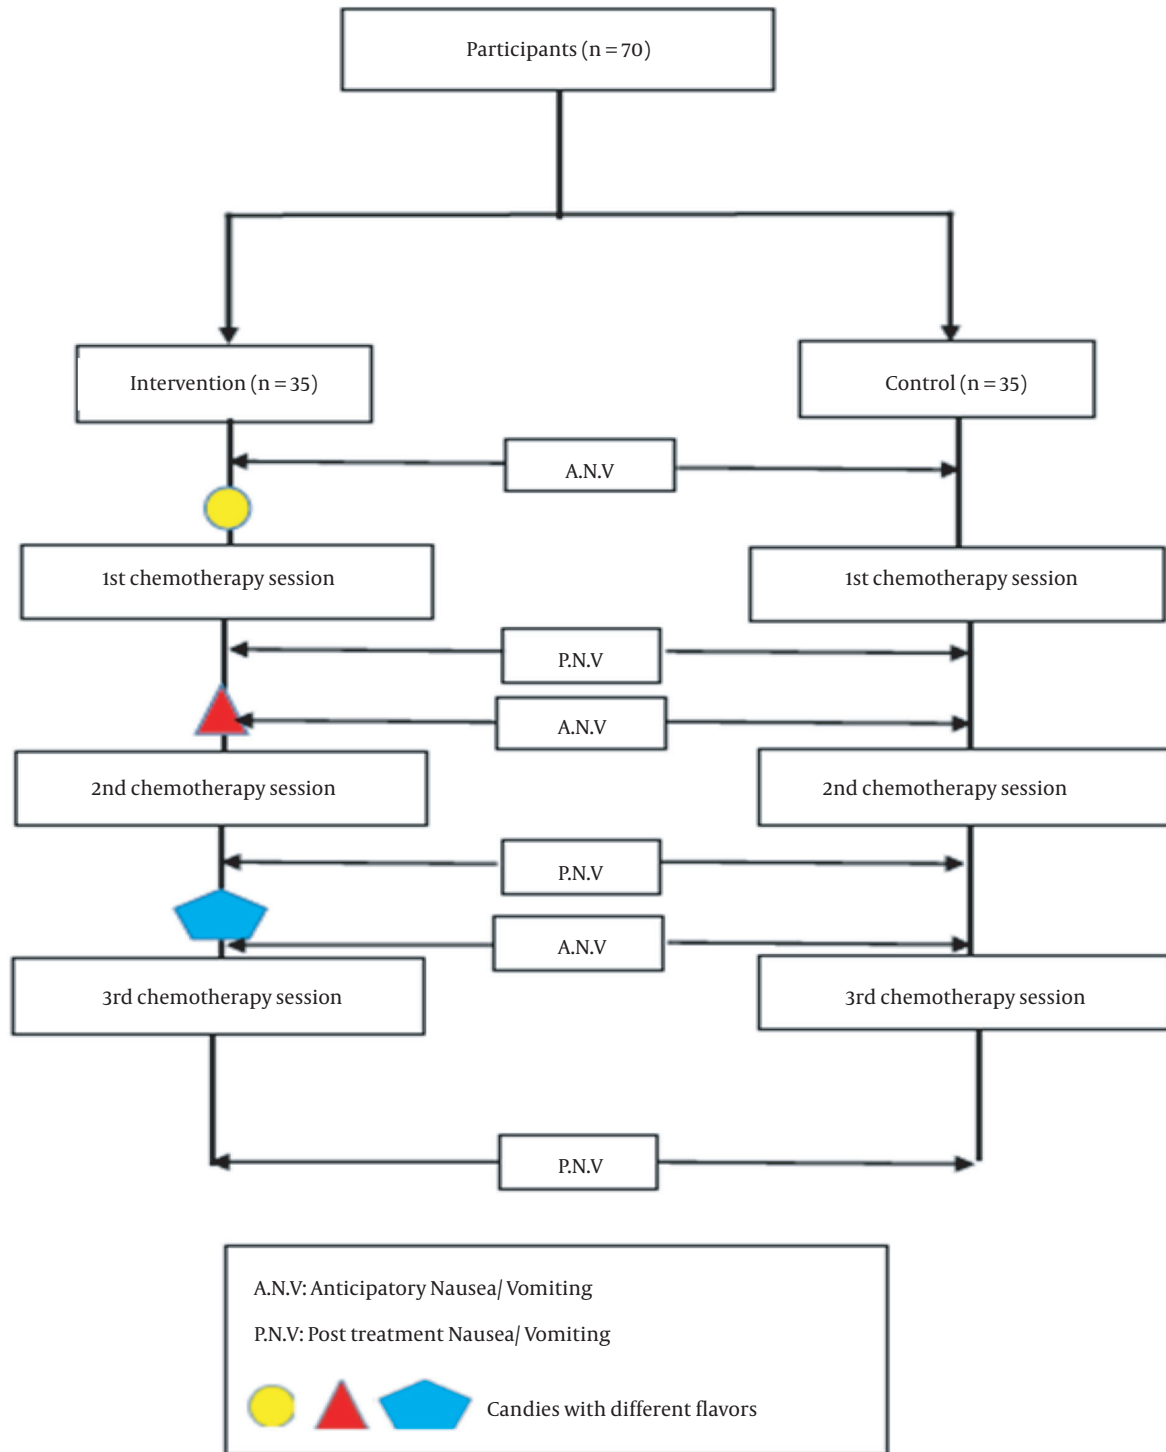 Participants (n = 70)
Intervention (n = 35)
Control (n = 35)
A.N.V
1st chemotherapy session
1st chemotherapy session
P.N.V
A.N.V
2nd chemotherapy session
2nd chemotherapy session
P.N.V
A.N.V
3rd chemotherapy session
3rd chemotherapy session
P.N.V
A.N.V: Anticipatory Nausea/ Vomiting
P.N.V: Post treatment Nausea/ Vomiting
Candies with different flavors